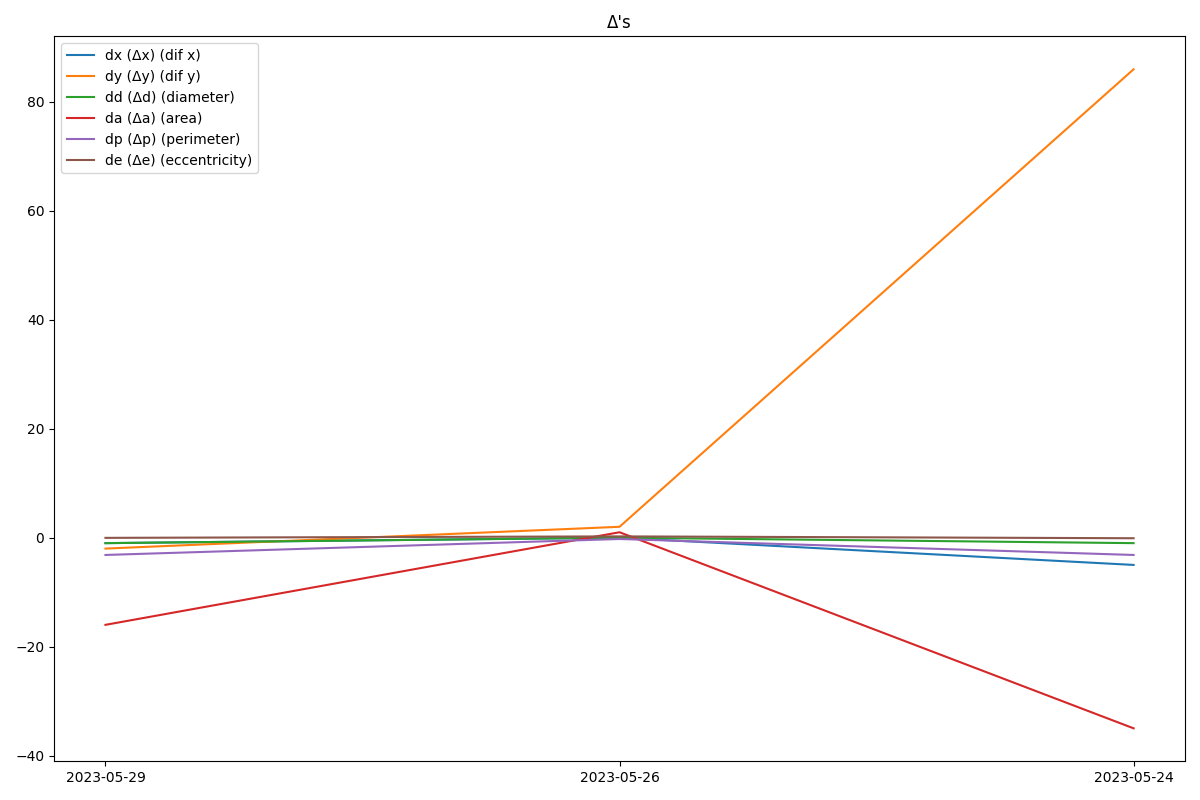 Δ's
dx (Δx) (dif x)
dy (Δy) (dif y)
dd (Δd) (diameter)
da (Δa) (area)
dp (Δp) (perimeter)
de (Δe) (eccentricity)
80
60
40
20
0
−20
−40
2023-05-29 2023-05-26 2023-05-24